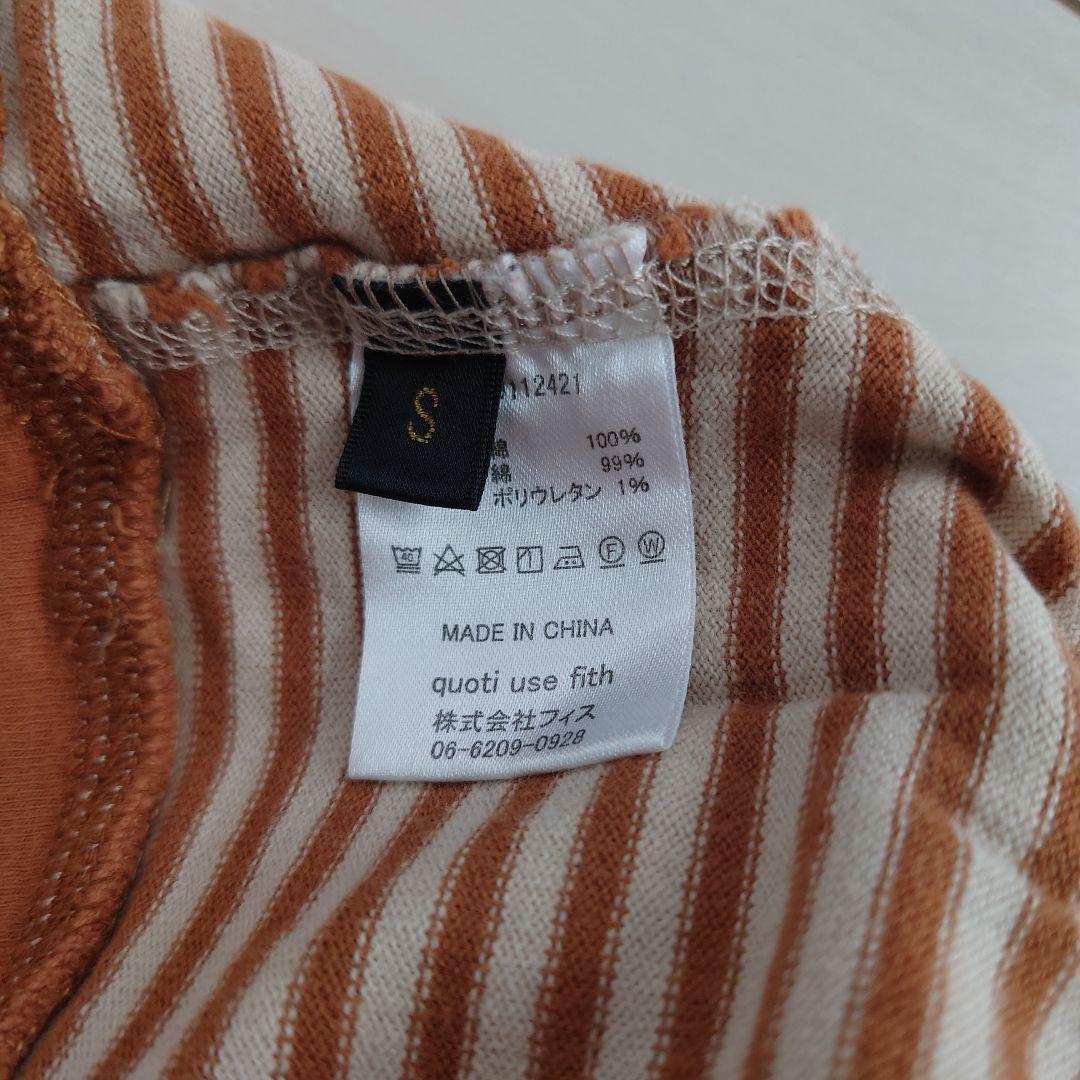 S
112421
綿 100%
綿 99%
ポリウレタン 1%
40 F W
MADE IN CHINA
quoti use fith
株式会社フィス
06-6209-0928